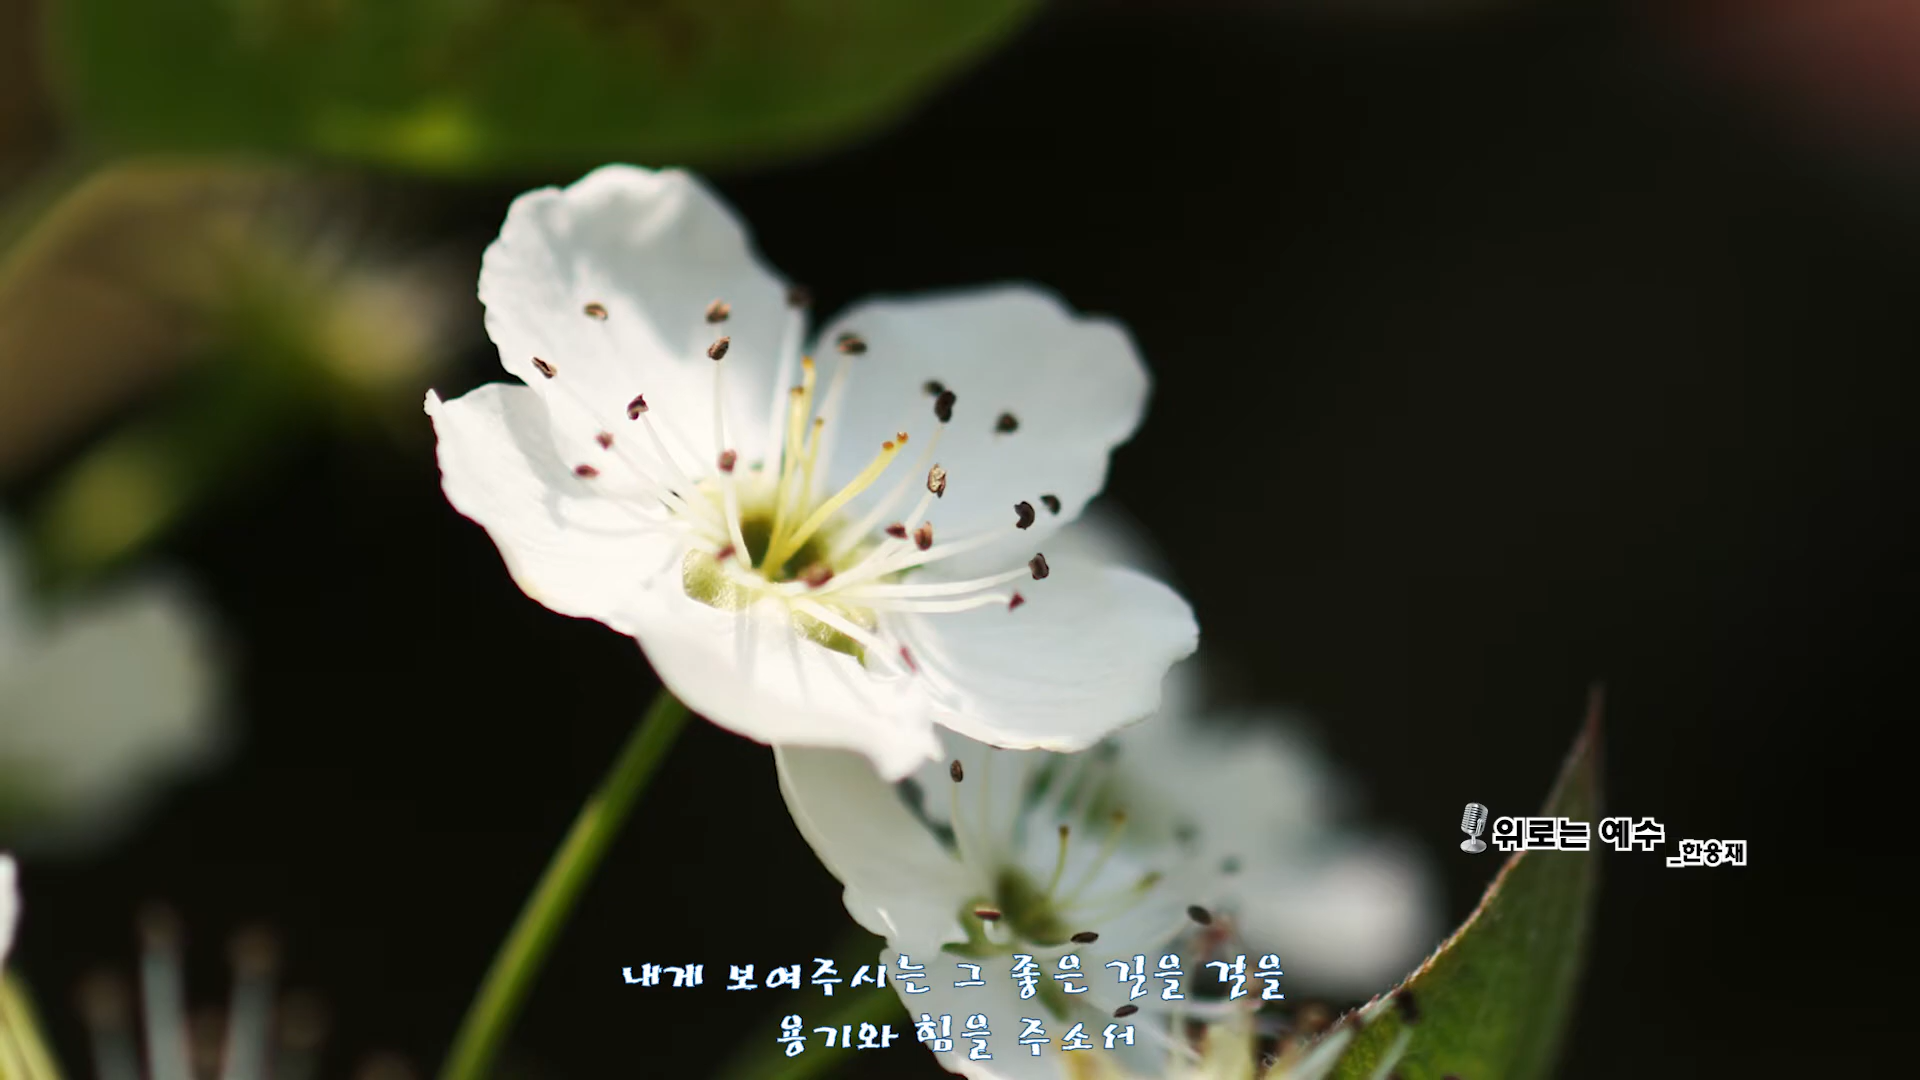 위로는 예수 _한용재
내게 보여주시는 그 좋은 길을 걸을
용기와 힘을 주소서